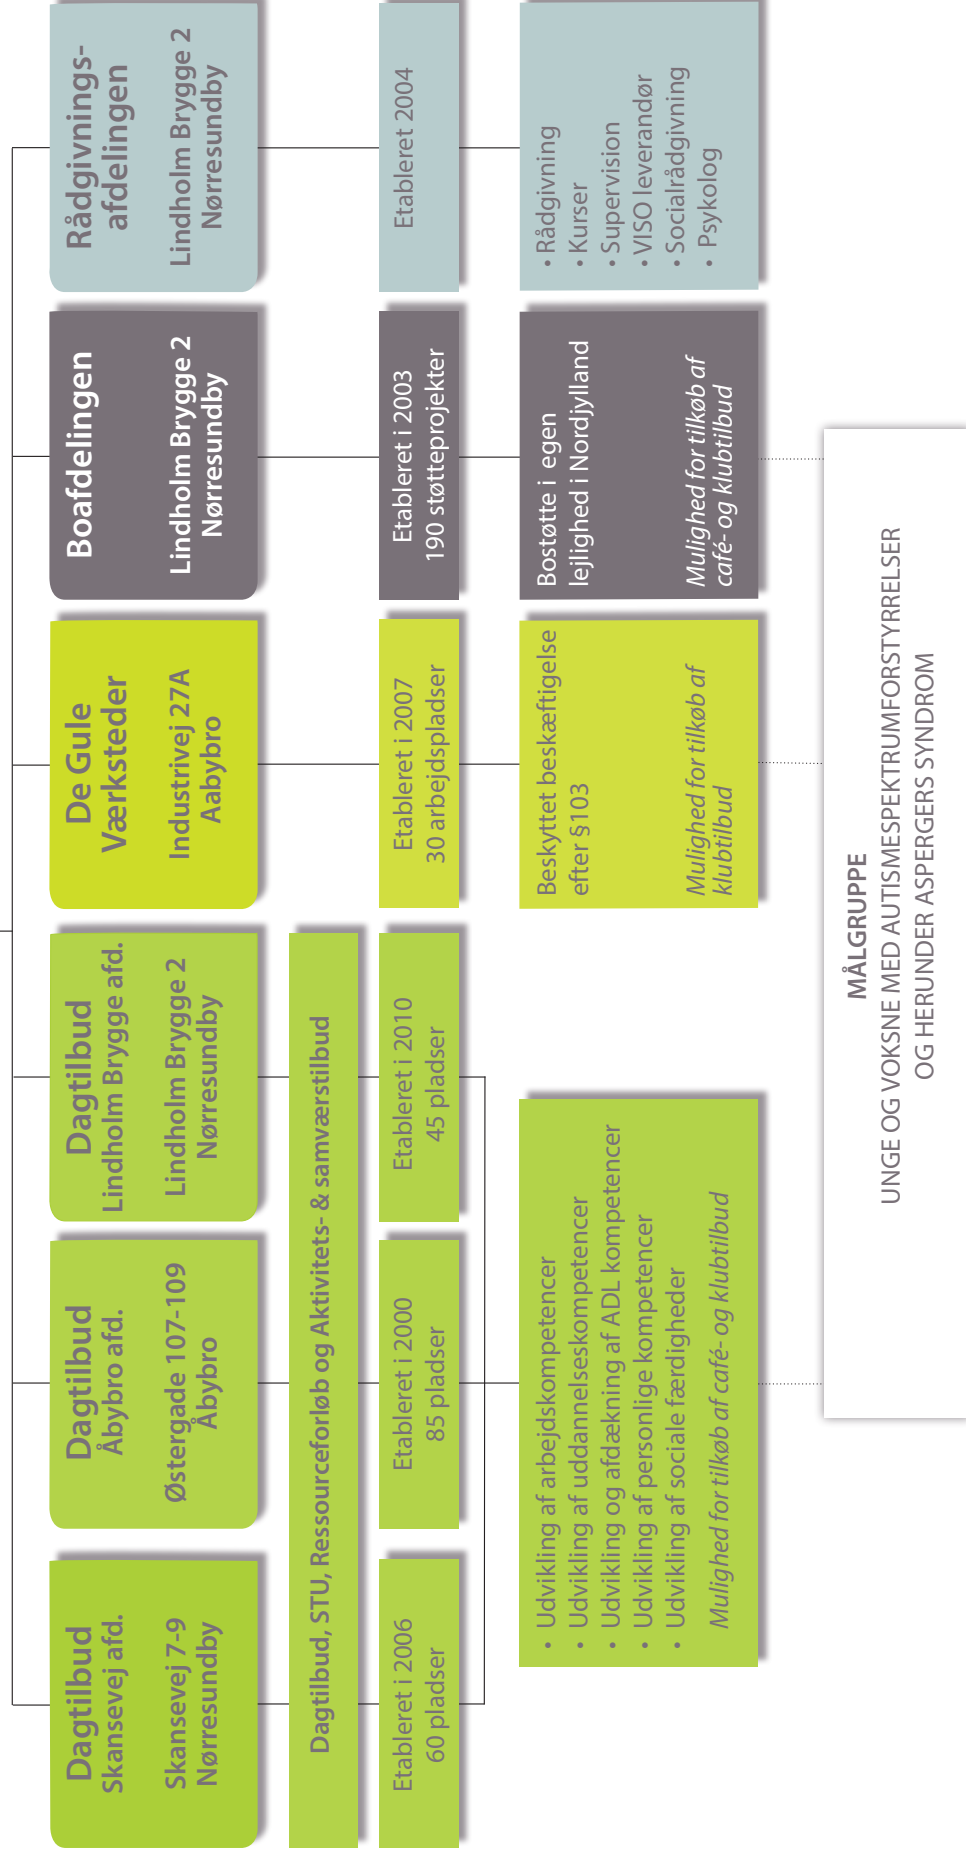 Dagtilbud
Skansevej afd.
Skansevej 7-9
Nørresundby
Dagtilbud
Åbybro afd.
Østergade 107-109
Åbybro
Dagtilbud
Lindholm Brygge afd.
Lindholm Brygge 2
Nørresundby
De Gule
Værksteder
Industrivej 27A
Aabybro
Boafdelingen
Lindholm Brygge 2
Nørresundby
Rådgivnings-
afdelingen
Lindholm Brygge 2
Nørresundby
Dagtilbud, STU, Ressourceforløb og Aktivitets- & samværstilbud
Etableret i 2006
60 pladser
Etableret i 2000
85 pladser
Etableret i 2010
45 pladser
Etableret i 2007
30 arbejdspladser
Etableret i 2003
190 støtteprojekter
Etableret 2004
• Udvikling af arbejdskompetencer
• Udvikling af uddannelseskompetencer
• Udvikling og afdækning af ADL kompetencer
• Udvikling af personlige kompetencer
• Udvikling af sociale færdigheder
Mulighed for tilkøb af café- og klubtilbud
Beskyttet beskæftigelse
efter §103
Mulighed for tilkøb af
klubtilbud
Bostøtte i egen
lejlighed i Nordjylland
Mulighed for tilkøb af
café- og klubtilbud
• Rådgivning
• Kurser
• Supervision
• VISO leverandør
• Socialrådgivning
• Psykolog
MÅLGRUPPE
UNGE OG VOKSNE MED AUTISMESPEKTRUMFORSTYRRELSER
OG HERUNDER ASPERGERS SYNDROM